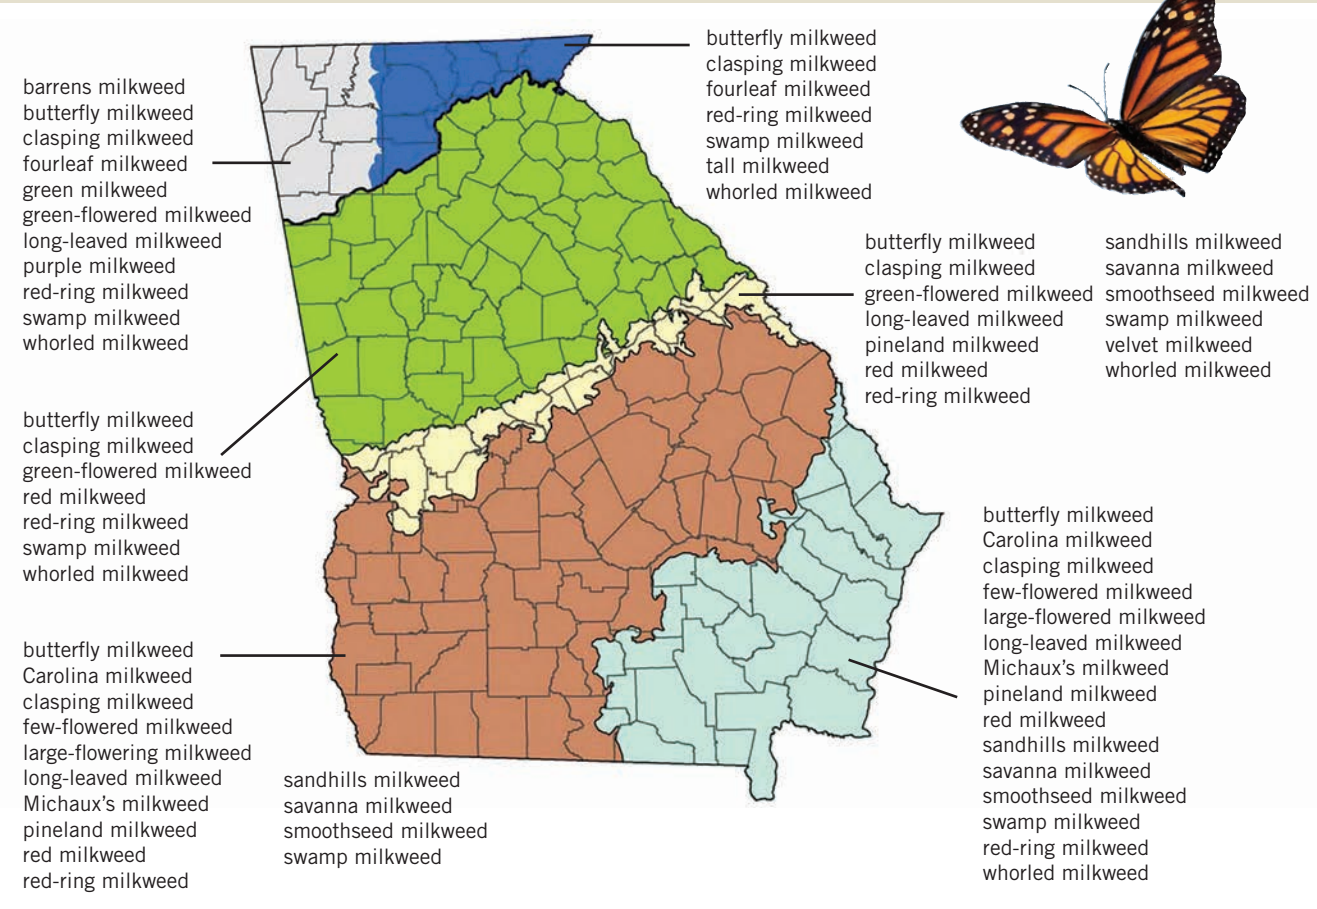 barrens milkweed
butterfly milkweed
clasping milkweed
fourleaf milkweed
green milkweed
green-flowered milkweed
long-leaved milkweed
purple milkweed
red-ring milkweed
swamp milkweed
whorled milkweed
butterfly milkweed
clasping milkweed
fourleaf milkweed
red-ring milkweed
swamp milkweed
tall milkweed
whorled milkweed
butterfly milkweed
clasping milkweed
green-flowered milkweed
long-leaved milkweed
pineland milkweed
red milkweed
red-ring milkweed
sandhills milkweed
savanna milkweed
smoothseed milkweed
swamp milkweed
velvet milkweed
whorled milkweed
butterfly milkweed
clasping milkweed
green-flowered milkweed
red milkweed
red-ring milkweed
swamp milkweed
whorled milkweed
butterfly milkweed
Carolina milkweed
clasping milkweed
few-flowered milkweed
large-flowering milkweed
long-leaved milkweed
Michaux's milkweed
pineland milkweed
red milkweed
red-ring milkweed
sandhills milkweed
savanna milkweed
smoothseed milkweed
swamp milkweed
butterfly milkweed
Carolina milkweed
clasping milkweed
few-flowered milkweed
large-flowered milkweed
long-leaved milkweed
Michaux's milkweed
pineland milkweed
red milkweed
sandhills milkweed
savanna milkweed
smoothseed milkweed
swamp milkweed
red-ring milkweed
whorled milkweed